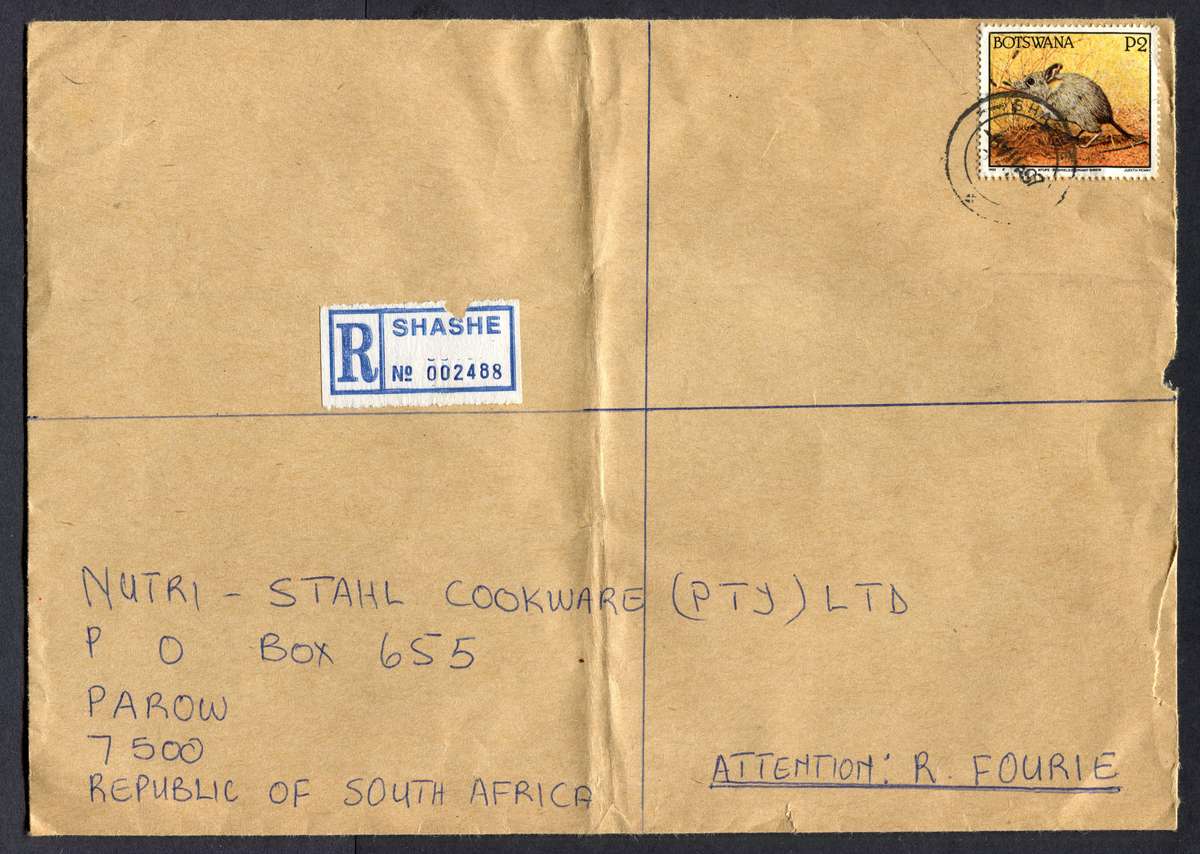 BOTSWANA P2
SHA
R SHASHE
Nº 002488
NUTRI - STAHL COOKWARE (PTY) LTD
P O BOX 655
PAROW
7500
REPUBLIC OF SOUTH AFRICA
ATTENTION: R. FOURIE